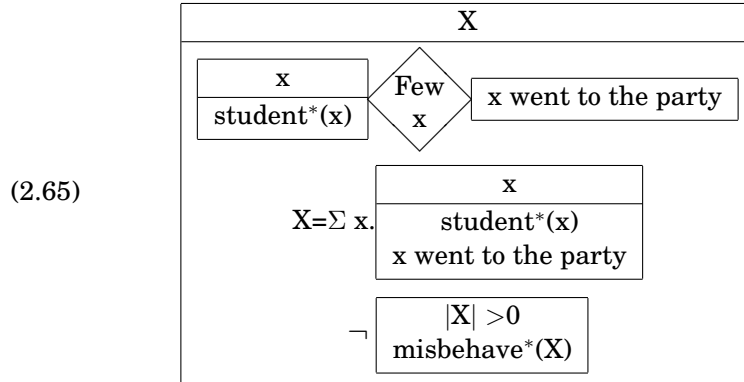 X
x
student*(x)
Few
x
x went to the party
(2.65)
X=Σ x.
x
student*(x)
x went to the party
¬
|X| >0
misbehave*(X)